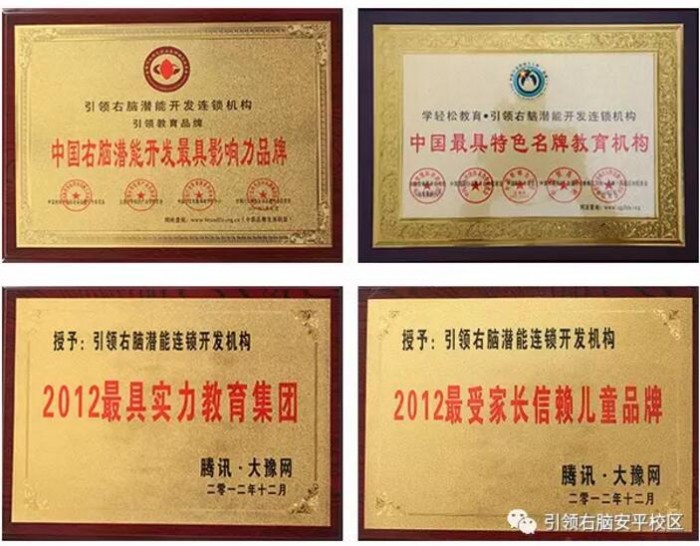 引领右脑潜能开发连锁机构
引领教育品牌
中国右脑潜能开发最具影响力品牌
学轻松教育·引领右脑潜能开发连锁机构
中国最具特色名牌教育机构
授予：引领右脑潜能连锁开发机构
2012最具实力教育集团
腾讯·大豫网
二零一二年十二月
授予：引领右脑潜能连锁开发机构
2012最受家长信赖儿童品牌
腾讯·大豫网
二零一二年十二月
引领右脑安平校区